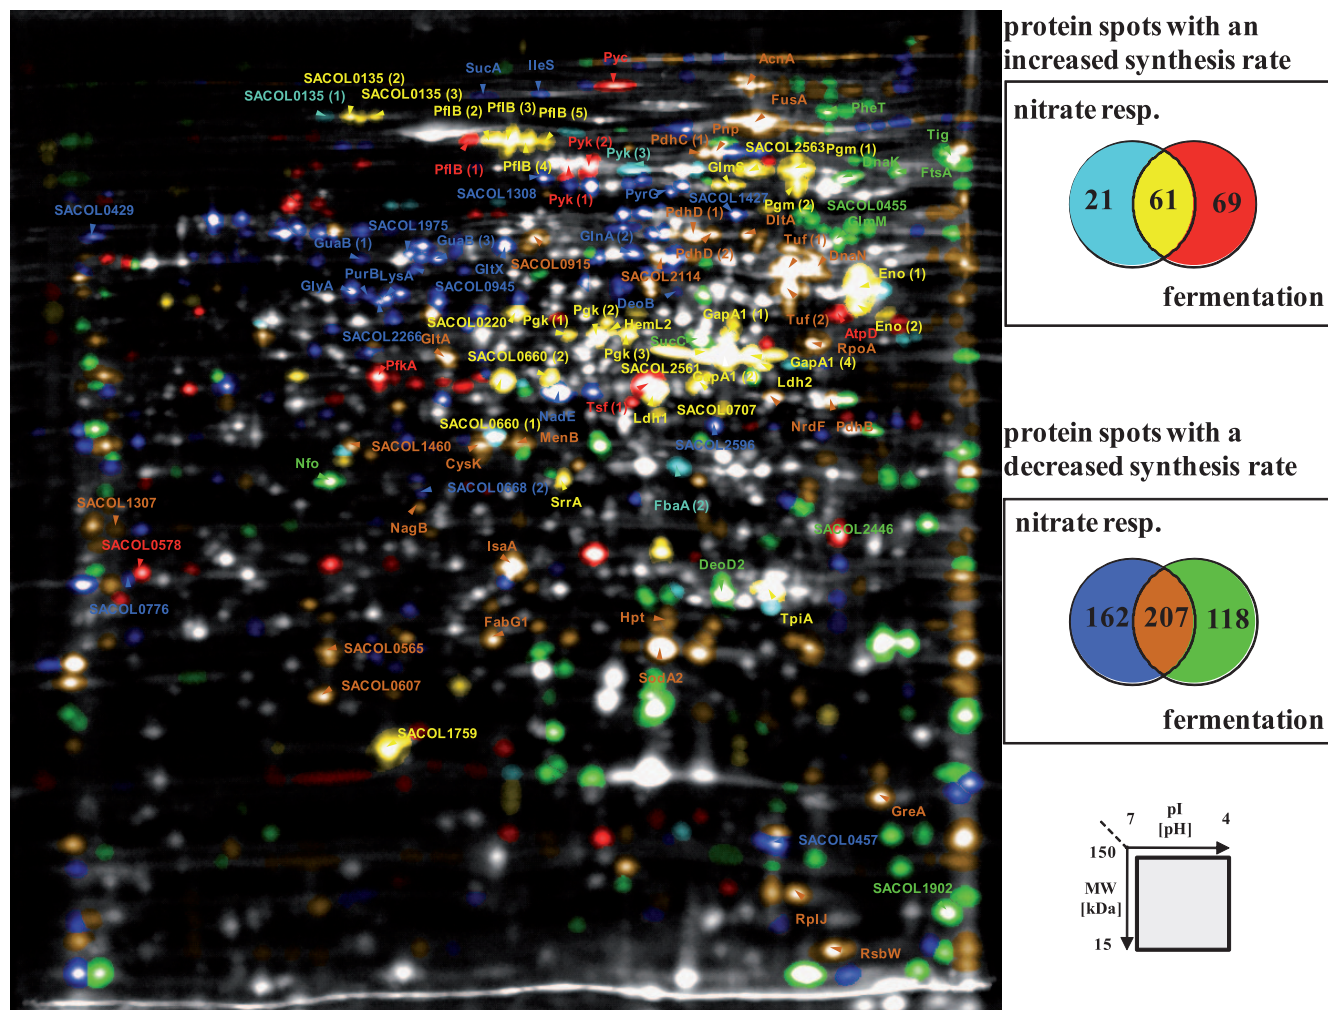 protein spots with an
increased synthesis rate
nitrate resp.
21
61
69
fermentation
protein spots with a
decreased synthesis rate
nitrate resp.
162
207
118
fermentation
pI
[pH]
7
4
150
MW
[kDa]
15
SucA
IleS
Pyc
AcnA
SACOL0135 (2)
SACOL0135 (1)
SACOL0135 (3)
PflB (2)
PflB (3)
PflB (5)
FusA
PheT
Pnp
Tig
PdhC (1)
Pyk (2)
Pyk (3)
SACOL2563
Pgm (1)
PflB (1)
PflB (4)
GlmS
DnaK
FtsA
SACOL1308
Pyk (1)
PyrG
SACOL1427
Pgm (2)
SACOL0455
SACOL0429
PdhD (1)
DltA
GlmM
SACOL1975
GuaB (1)
GuaB (3)
GlnA (2)
Tuf (1)
PdhD (2)
DnaN
SACOL0915
GltX
SACOL2114
PurB
LysA
Eno (1)
GlyA
SACOL0945
DeoB
SACOL0220
Pgk (1)
Pgk (2)
HemL2
GapA1 (1)
Tuf (2)
Eno (2)
SACOL2266
GltA
SucC
AtpD
RpoA
SACOL0660 (2)
Pgk (3)
GapA1 (4)
PfkA
SACOL2561
GapA1 (2)
Ldh2
NadE
Tsf (1)
Ldh1
SACOL0707
NrdF
PdhB
SACOL0660 (1)
MenB
SACOL1460
SACOL2596
CysK
Nfo
SACOL0668 (2)
SrrA
FbaA (2)
SACOL1307
NagB
SACOL2446
SACOL0578
IsaA
DeoD2
SACOL0776
TpiA
Hpt
FabG1
SACOL0565
SodA2
SACOL0607
SACOL1759
GreA
SACOL0457
SACOL1902
RplJ
RsbW